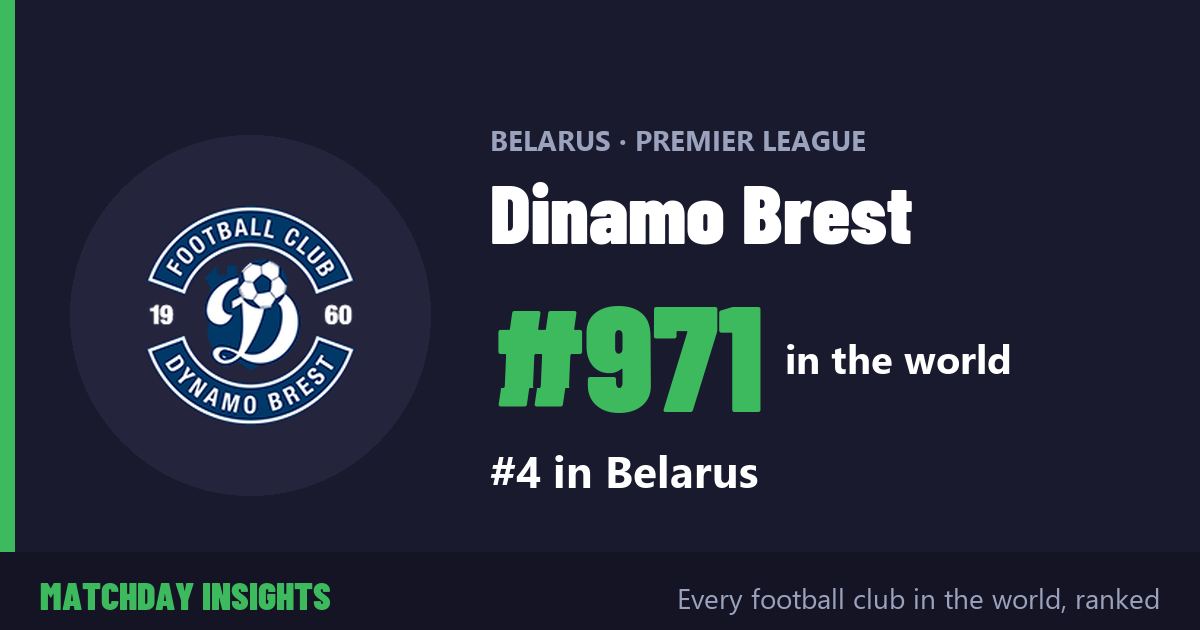 FOOTBALL CLUB
19 60
DYNAMO BREST
BELARUS · PREMIER LEAGUE
Dinamo Brest
#971 in the world
#4 in Belarus
MATCHDAY INSIGHTS
Every football club in the world, ranked